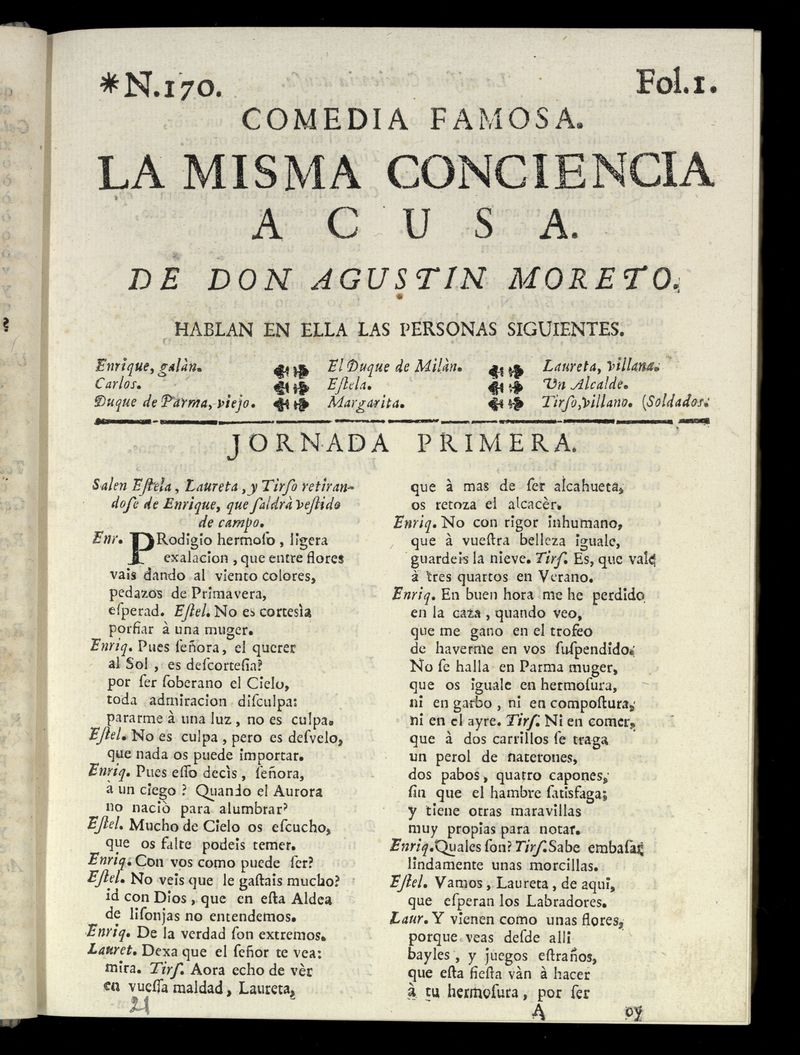 *N.170.
Fol.1.
COMEDIA FAMOSA.
LA MISMA CONCIENCIA
ACUSA.
DE DON AGUSTIN MORETO.
HABLAN EN ELLA LAS PERSONAS SIGUIENTES.
Enrique, galàn.
Carlos.
Duque de Parma, viejo.
El Duque de Milàn.
Eſtela.
Margarita.
Laureta, Villana.
Un Alcalde.
Tirſo, Villano. (Soldados.
JORNADA PRIMERA.
Salen Eſtela, Laureta, y Tirſo retiran-
doſe de Enrique, que ſaldrà veſtido
de campo.
Enr. PRodigio hermoſo, ligera
exalacion, que entre flores
vais dando al viento colores,
pedazos de Primavera,
eſperad. Eſtel. No es cortesìa
porfiar à una muger.
Enriq. Pues ſeñora, el querer
al Sol, es deſcorteſia?
por ſer ſoberano el Cielo,
toda admiracion diſculpa:
pararme à una luz, no es culpa.
Eſtel. No es culpa, pero es deſvelo,
que nada os puede importar.
Enriq. Pues eſſo decìs, ſeñora,
à un ciego? Quando el Aurora
no naciò para alumbrar?
Eſtel. Mucho de Cielo os eſcucho,
que os falte podeis temer.
Enriq. Con vos como puede ſer?
Eſtel. No veis que le gaſtais mucho?
id con Dios, que en eſta Aldea
de liſonjas no entendemos.
Enriq. De la verdad ſon extremos.
Lauret. Dexa que el ſeñor te vea:
mira. Tirſ. Aora echo de vèr
en vueſſa maldad, Laureta,
21
que à mas de ſer alcahueta,
os retoza el alcacèr.
Enriq. No con rigor inhumano,
que à vueſtra belleza iguale,
guardeis la nieve. Tirſ. Es, que vale
à tres quartos en Verano.
Enriq. En buen hora me he perdido
en la caza, quando veo,
que me gano en el trofeo
de haverme en vos ſuſpendido.
No ſe halla en Parma muger,
que os iguale en hermoſura,
ni en garbo, ni en compoſtura,
ni en el ayre. Tirſ. Ni en comer,
que à dos carrillos ſe traga
un perol de naterones,
dos pabos, quatro capones,
ſin que el hambre ſatisfaga;
y tiene otras maravillas
muy propias para notar.
Enriq. Quales ſon? Tirſ. Sabe embaſar
lindamente unas morcillas.
Eſtel. Vamos, Laureta, de aqui,
que eſperan los Labradores.
Laur. Y vienen como unas flores,
porque veas deſde alli
bayles, y juegos eſtraños,
que eſta fieſta vàn à hacer
à tu hermoſura, por ſer
A
oy